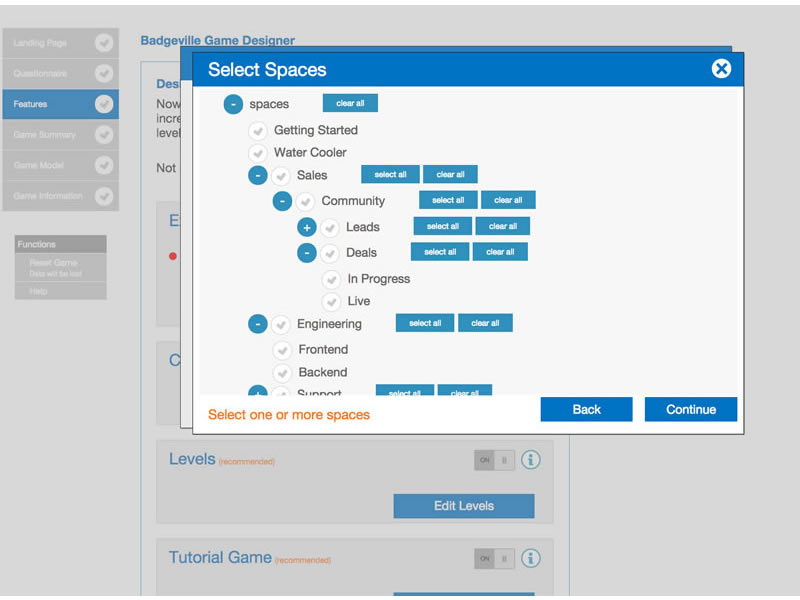 Landing Page
Questionnaire
Features
Game Summary
Game Model
Game Information
Functions
Reset Game
Data will be lost
Help
Badgeville Game Designer
Desi
Now
incre
level
Not
E
C
Select Spaces
- spaces clear all
Getting Started
Water Cooler
- Sales select all clear all
- Community select all clear all
+ Leads select all clear all
- Deals select all clear all
In Progress
Live
- Engineering select all clear all
Frontend
Backend
+ Support select all clear all
Select one or more spaces
Back Continue
Levels (recommended) ON
Edit Levels
Tutorial Game (recommended) ON